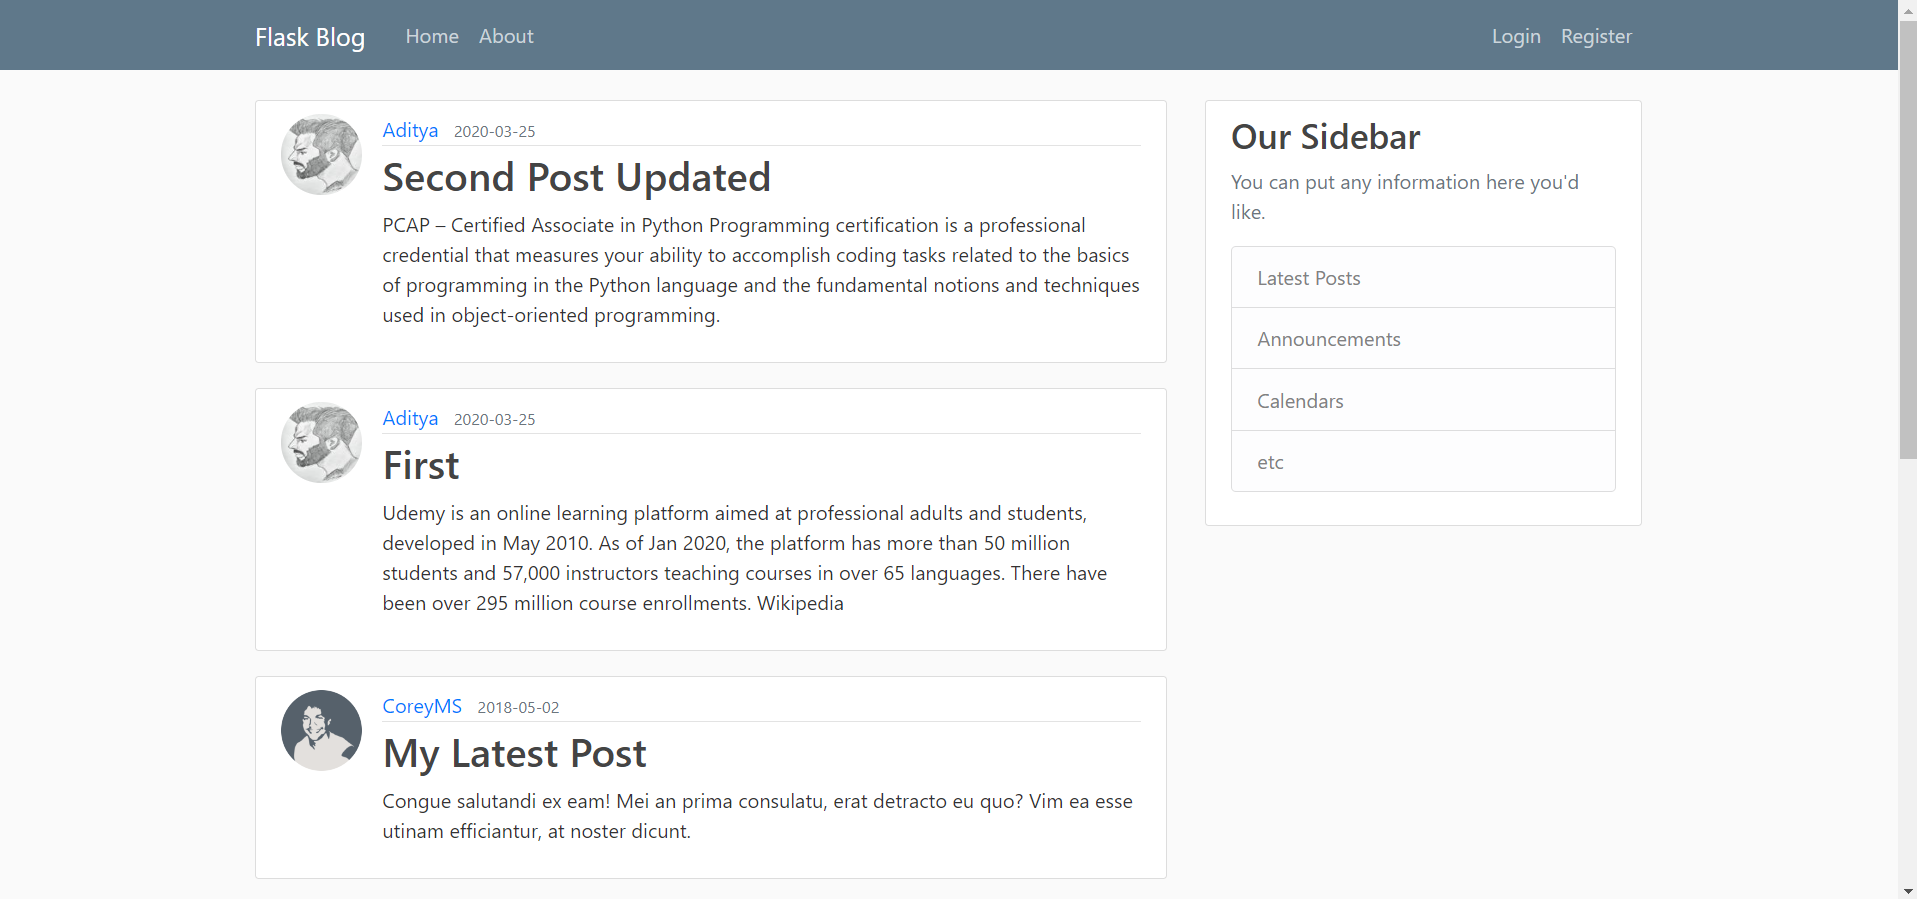 Flask Blog Home About Login Register
Aditya 2020-03-25
Second Post Updated
PCAP – Certified Associate in Python Programming certification is a professional
credential that measures your ability to accomplish coding tasks related to the basics
of programming in the Python language and the fundamental notions and techniques
used in object-oriented programming.
Aditya 2020-03-25
First
Udemy is an online learning platform aimed at professional adults and students,
developed in May 2010. As of Jan 2020, the platform has more than 50 million
students and 57,000 instructors teaching courses in over 65 languages. There have
been over 295 million course enrollments. Wikipedia
CoreyMS 2018-05-02
My Latest Post
Congue salutandi ex eam! Mei an prima consulatu, erat detracto eu quo? Vim ea esse
utinam efficiantur, at noster dicunt.
Our Sidebar
You can put any information here you'd
like.
Latest Posts
Announcements
Calendars
etc